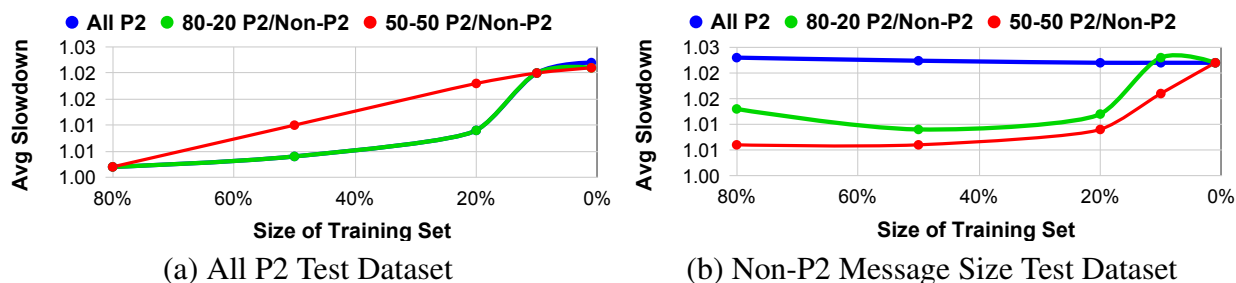 All P2 80-20 P2/Non-P2 50-50 P2/Non-P2
Avg Slowdown
1.03
1.02
1.02
1.01
1.01
1.00
80% 60% 40% 20% 0%
Size of Training Set
(a) All P2 Test Dataset
All P2 80-20 P2/Non-P2 50-50 P2/Non-P2
Avg Slowdown
1.03
1.02
1.02
1.01
1.01
1.00
80% 60% 40% 20% 0%
Size of Training Set
(b) Non-P2 Message Size Test Dataset